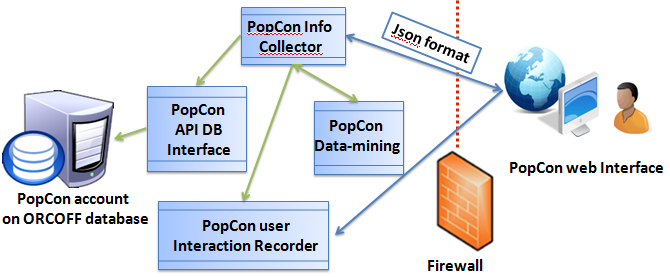 PopCon Info
Collector
Json format
PopCon
API DB
Interface
PopCon
Data-mining
PopCon web Interface
PopCon account
on ORCOFF database
PopCon user
Interaction Recorder
Firewall